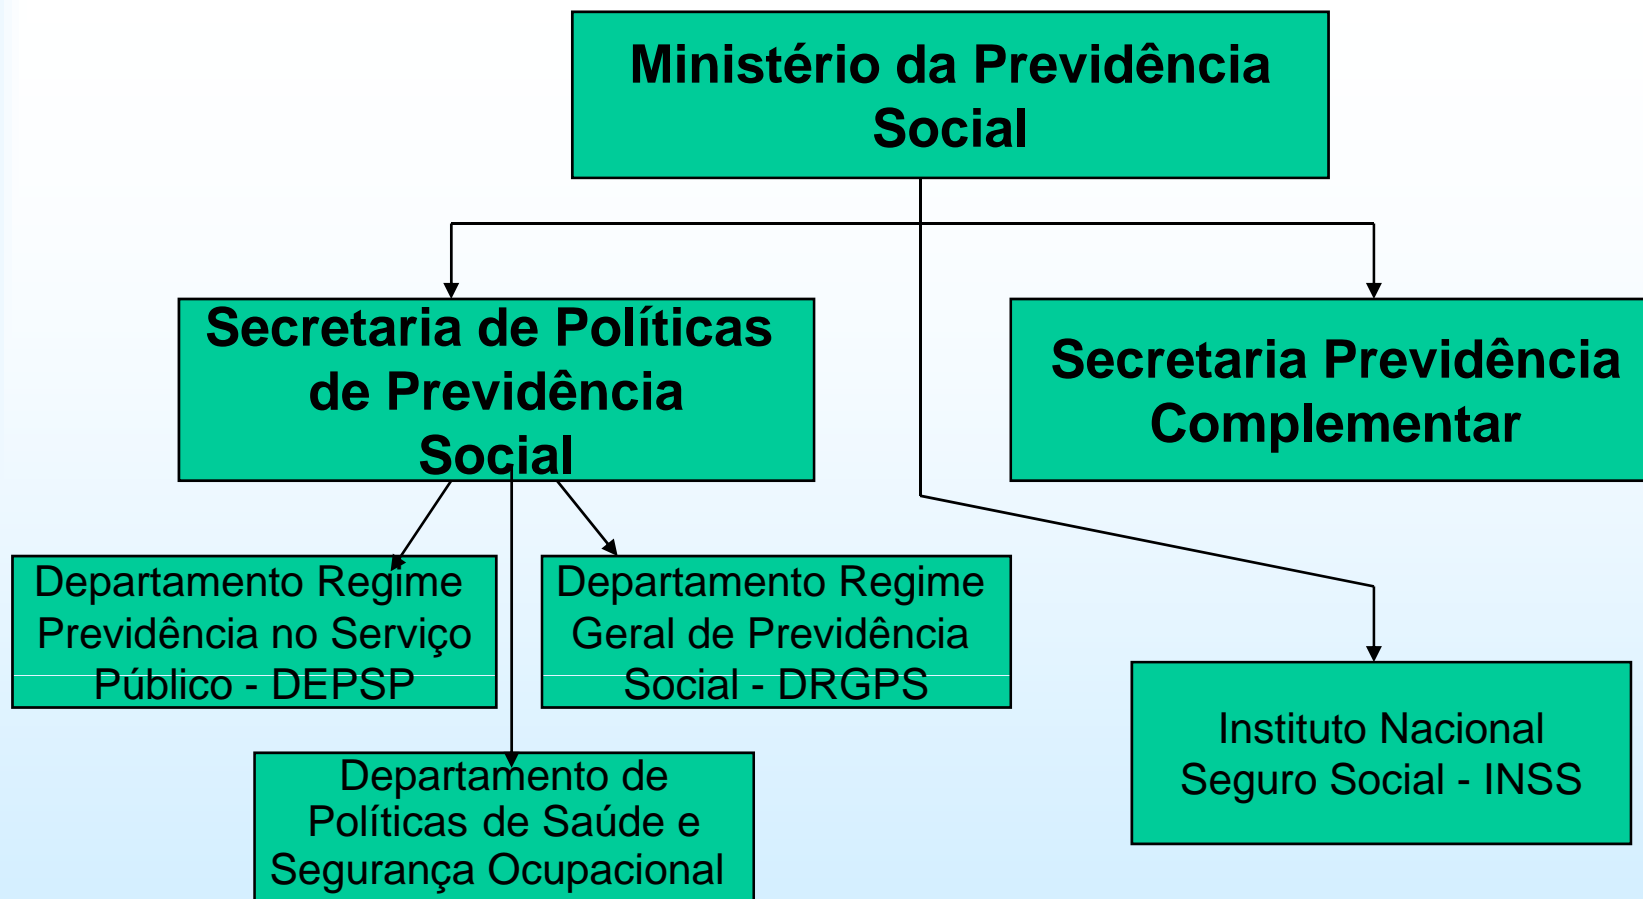 Ministério da Previdência
Social
Secretaria de Políticas
de Previdência
Social
Secretaria Previdência
Complementar
Departamento Regime
Previdência no Serviço
Público - DEPSP
Departamento Regime
Geral de Previdência
Social - DRGPS
Departamento de
Políticas de Saúde e
Segurança Ocupacional
Instituto Nacional
Seguro Social - INSS